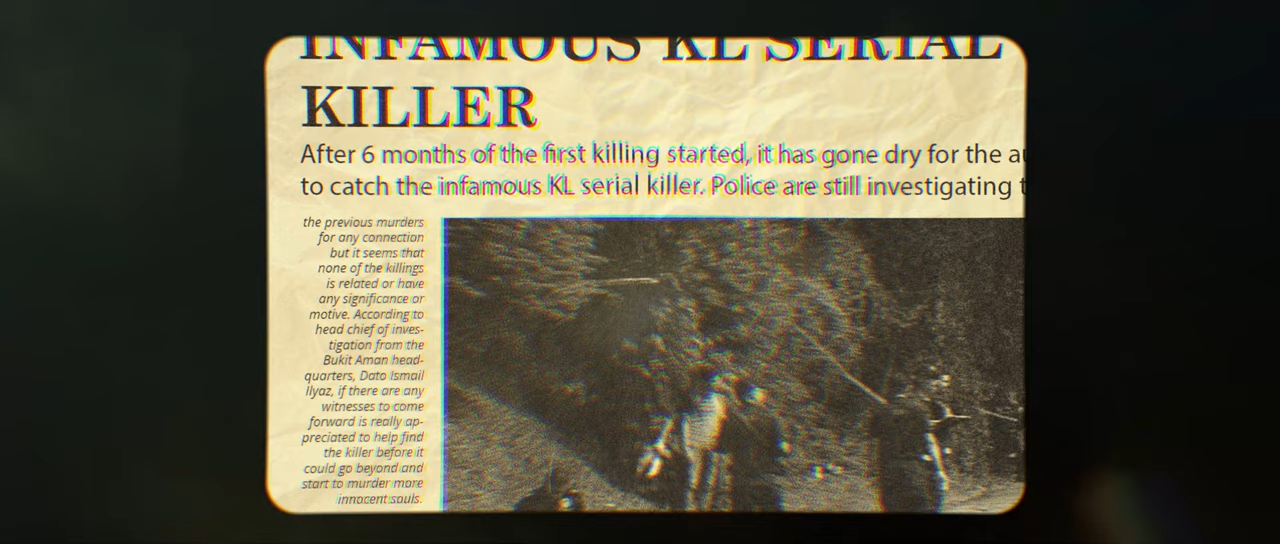 INFAMOUS KL SERIAL
KILLER
After 6 months of the first killing started, it has gone dry for the
to catch the infamous KL serial killer. Police are still investigating
the previous murders
for any connection
but it seems that
none of the killings
is related or have
any significance or
motive. According to
head chief of inves-
tigation from the
Bukit Aman head-
quarters, Dato Ismail
Ilyaz, if there are any
witnesses to come
forward is really ap-
preciated to help find
the killer before it
could go beyond and
start to murder more
innocent souls.